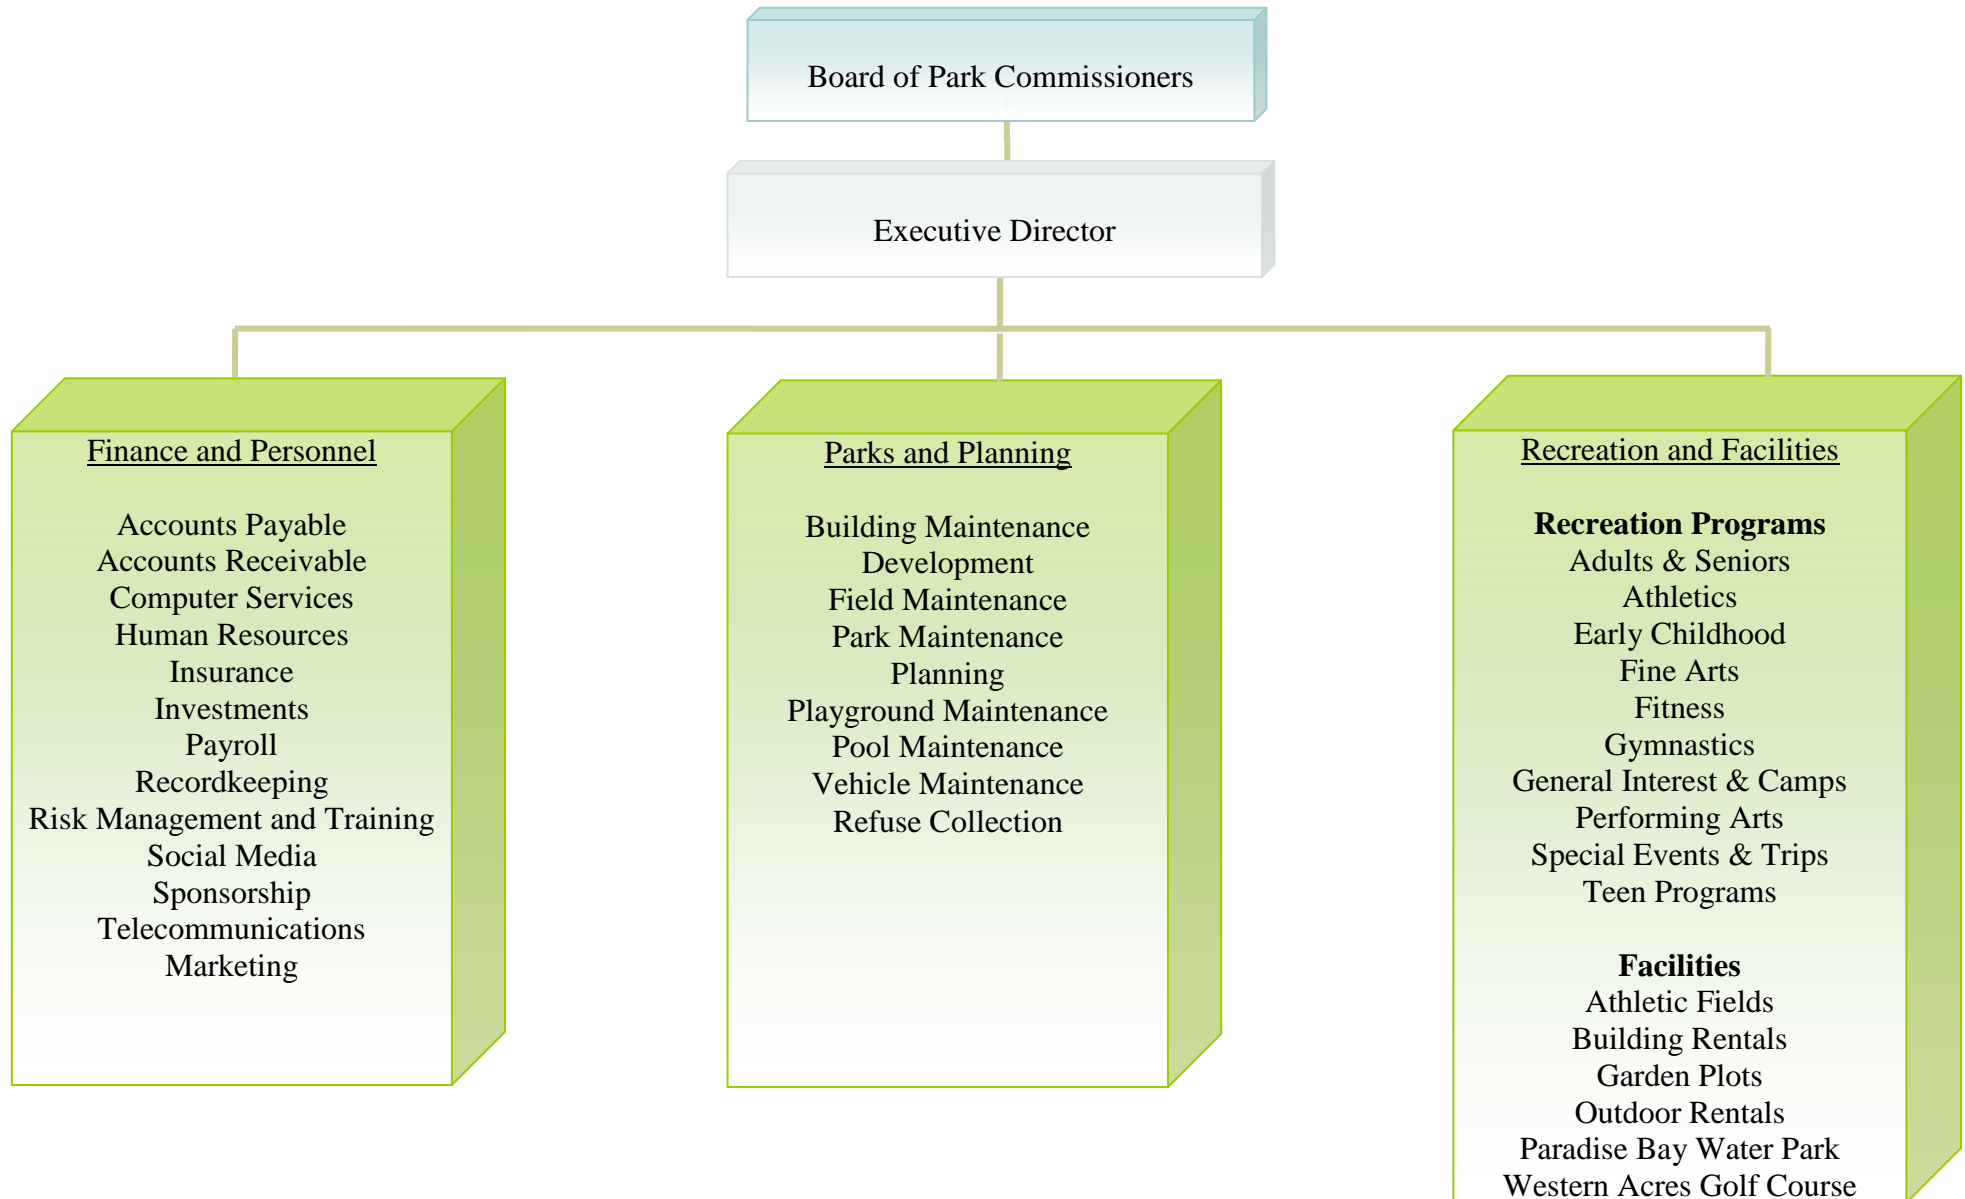 Board of Park Commissioners
Executive Director
Finance and Personnel
Accounts Payable
Accounts Receivable
Computer Services
Human Resources
Insurance
Investments
Payroll
Recordkeeping
Risk Management and Training
Social Media
Sponsorship
Telecommunications
Marketing
Parks and Planning
Building Maintenance
Development
Field Maintenance
Park Maintenance
Planning
Playground Maintenance
Pool Maintenance
Vehicle Maintenance
Refuse Collection
Recreation and Facilities
Recreation Programs
Adults & Seniors
Athletics
Early Childhood
Fine Arts
Fitness
Gymnastics
General Interest & Camps
Performing Arts
Special Events & Trips
Teen Programs
Facilities
Athletic Fields
Building Rentals
Garden Plots
Outdoor Rentals
Paradise Bay Water Park
Western Acres Golf Course